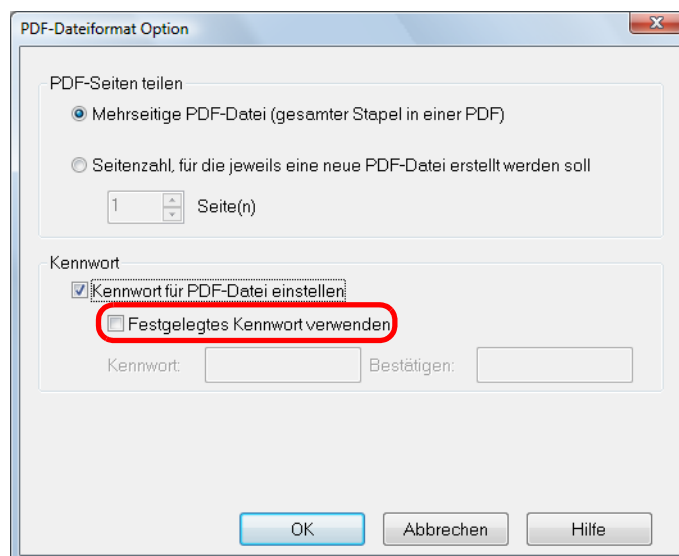 PDF-Dateiformat Option
PDF-Seiten teilen
Mehrseitige PDF-Datei (gesamter Stapel in einer PDF)
Seitenzahl, für die jeweils eine neue PDF-Datei erstellt werden soll
1 Seite(n)
Kennwort
Kennwort für PDF-Datei einstellen
Festgelegtes Kennwort verwenden
Kennwort: Bestätigen:
OK Abbrechen Hilfe